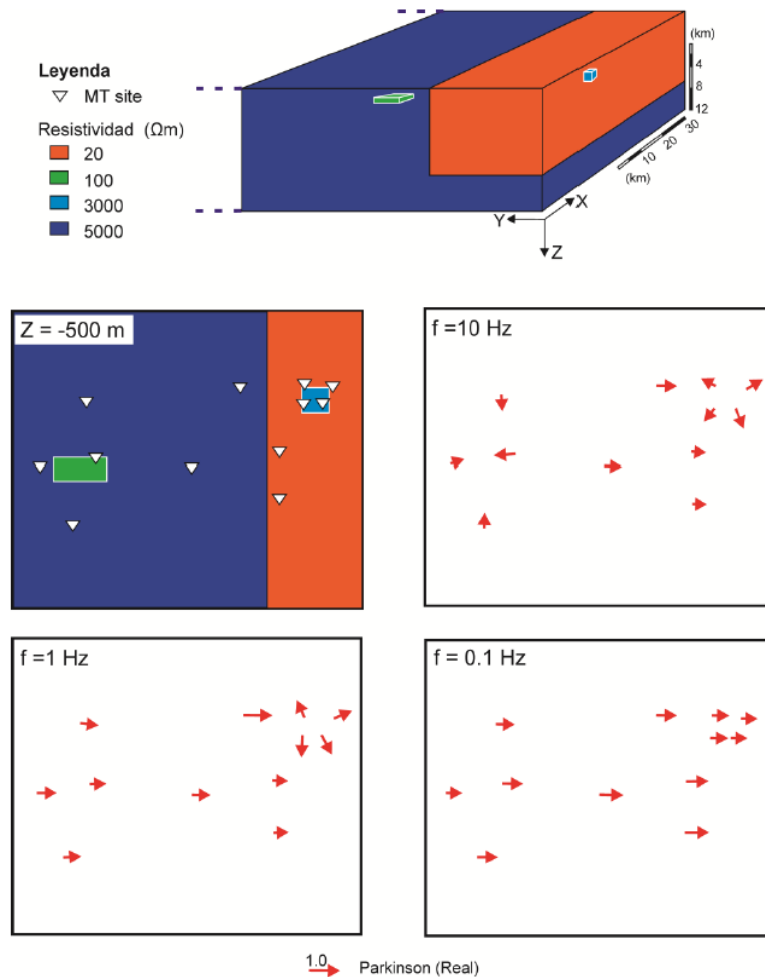 (km)
4
8
12
30
20
10
(km)
X
Y
Z
Leyenda
MT site
Resistividad (Ωm)
20
100
3000
5000
Z = -500 m
f =10 Hz
f =1 Hz
f = 0.1 Hz
1.0
Parkinson (Real)